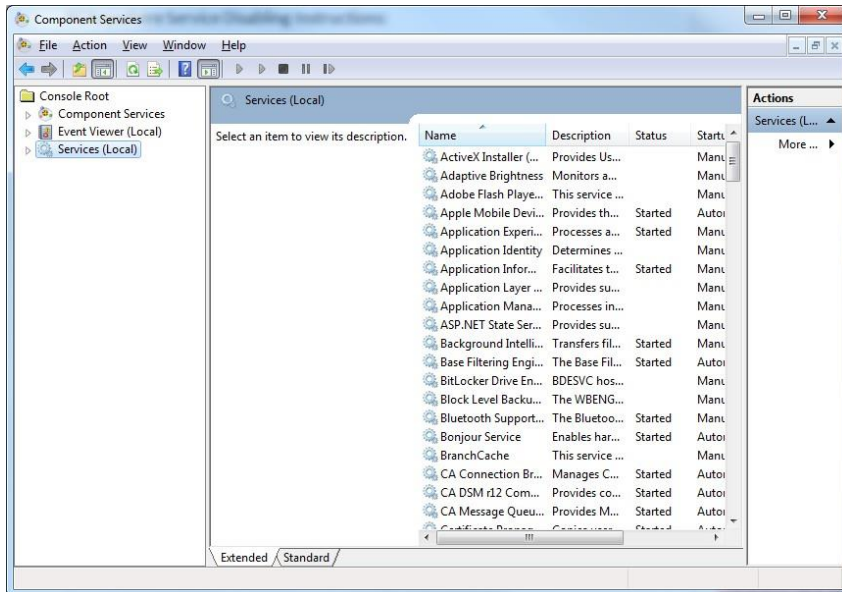 Component Services
File Action View Window Help
Console Root
Component Services
Event Viewer (Local)
Services (Local)
Services (Local)
Select an item to view its description.
Name Description Status Startu
ActiveX Installer (... Provides Us... Manu
Adaptive Brightness Monitors a... Manu
Adobe Flash Playe... This service ... Manu
Apple Mobile Devi... Provides th... Started Autor
Application Experi... Processes a... Started Manu
Application Identity Determines ... Manu
Application Infor... Facilitates t... Started Manu
Application Layer ... Provides su... Manu
Application Mana... Processes in... Manu
ASP.NET State Ser... Provides su... Manu
Background Intelli... Transfers fil... Started Manu
Base Filtering Engi... The Base Fil... Started Autor
BitLocker Drive En... BDESVC hos... Manu
Block Level Backu... The WBENG... Manu
Bluetooth Support... The Bluetoo... Started Manu
Bonjour Service Enables har... Started Autor
BranchCache This service ... Manu
CA Connection Br... Manages C... Started Autor
CA DSM r12 Com... Provides co... Started Autor
CA Message Queu... Provides M... Started Autor
Extended Standard
Actions
Services (L...
More ...